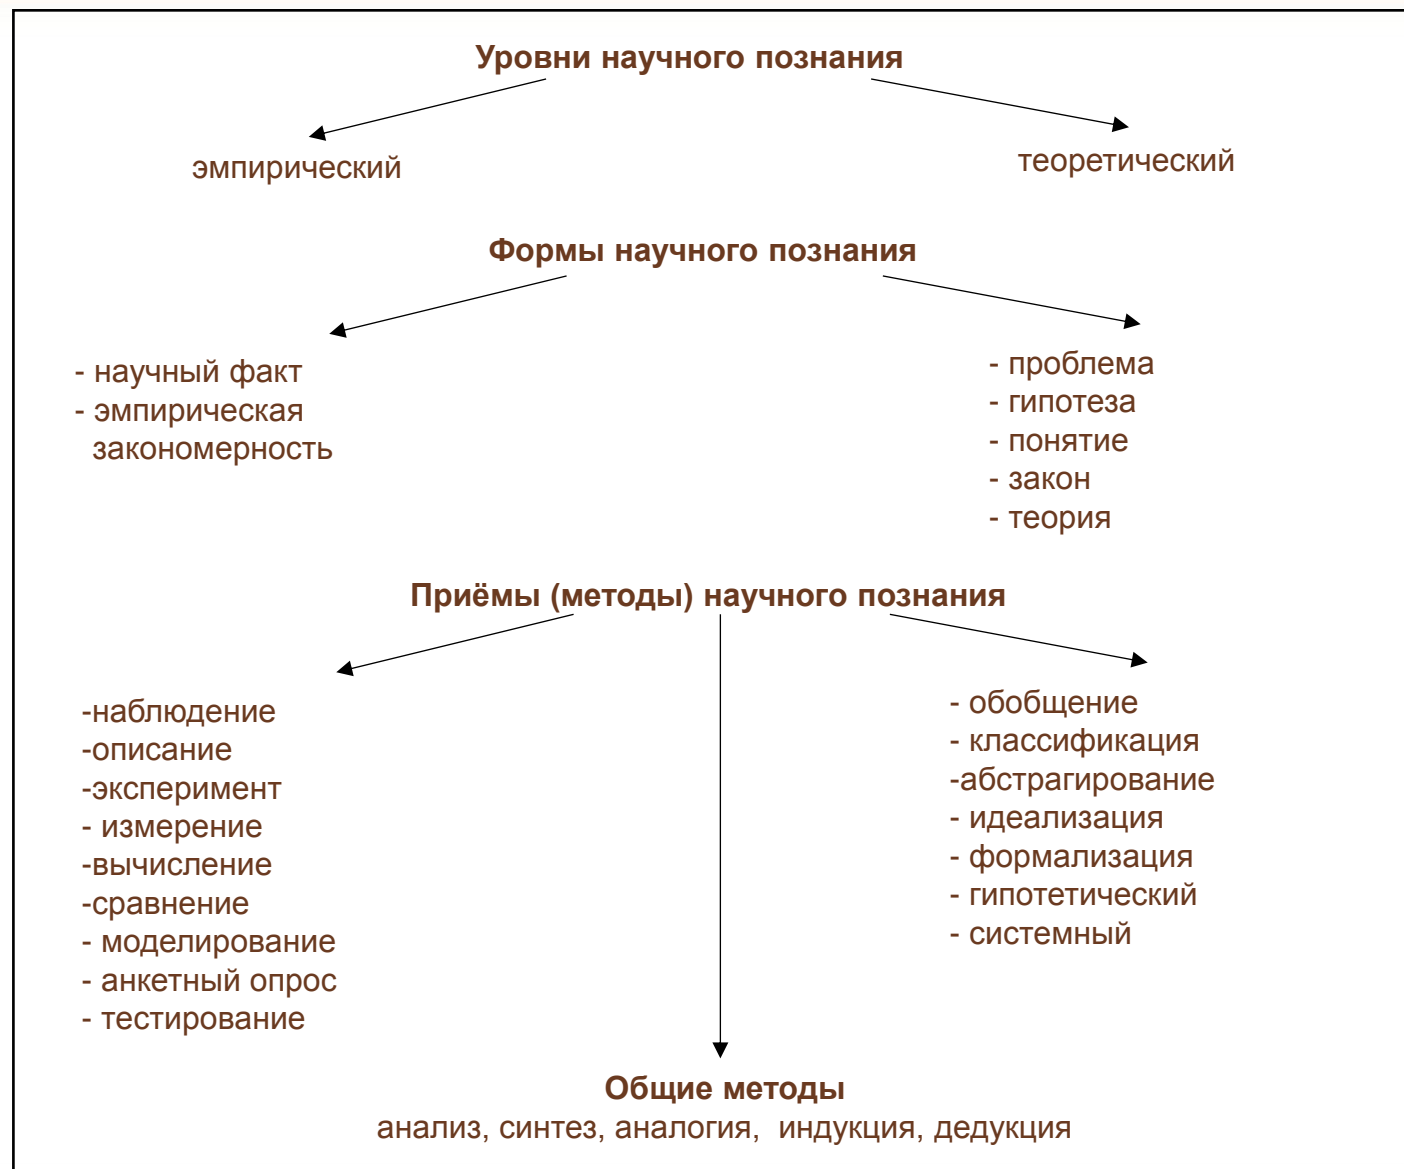 Уровни научного познания
эмпирический
теоретический
Формы научного познания
- научный факт
- эмпирическая
закономерность
- проблема
- гипотеза
- понятие
- закон
- теория
Приёмы (методы) научного познания
-наблюдение
-описание
-эксперимент
- измерение
-вычисление
-сравнение
- моделирование
- анкетный опрос
- тестирование
- обобщение
- классификация
-абстрагирование
- идеализация
- формализация
- гипотетический
- системный
Общие методы
анализ, синтез, аналогия, индукция, дедукция